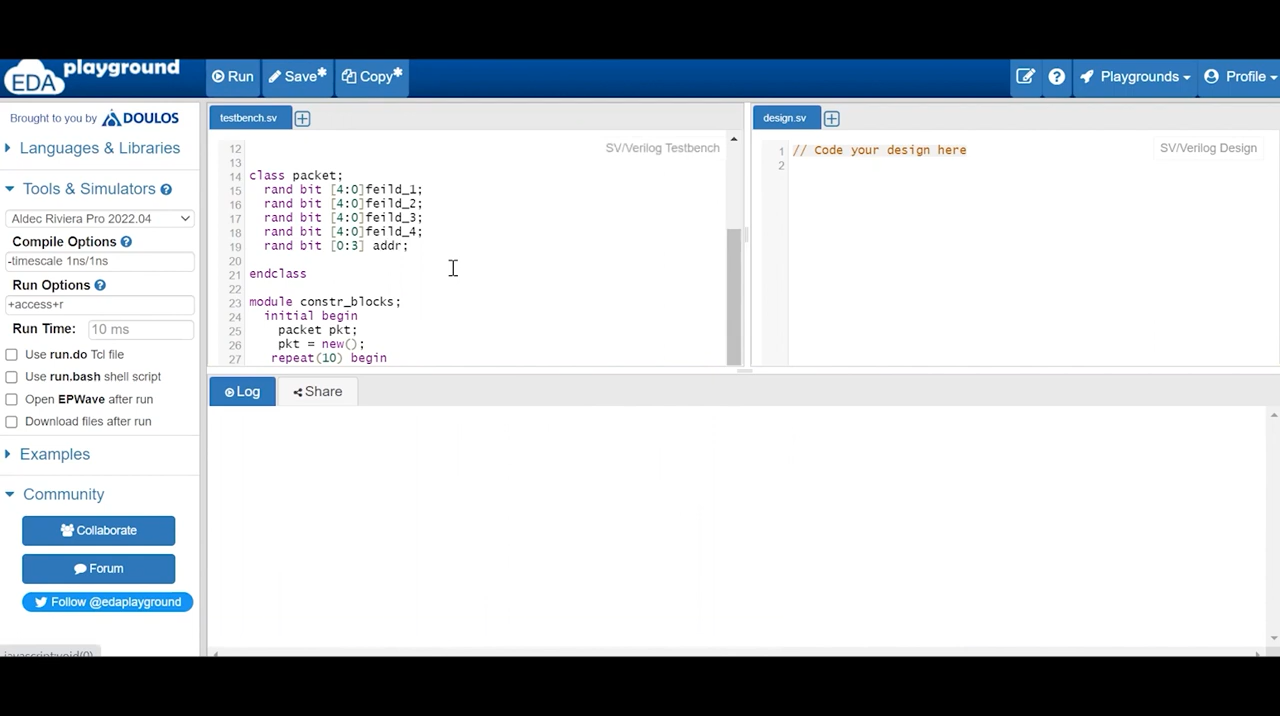 EDA playground
Run
Save*
Copy*
Playgrounds
Profile
Brought to you by DOULOS
Languages & Libraries
Tools & Simulators
Aldec Riviera Pro 2022.04
Compile Options
-timescale 1ns/1ns
Run Options
+access+r
Run Time: 10 ms
Use run.do Tcl file
Use run.bash shell script
Open EPWave after run
Download files after run
Examples
Community
Collaborate
Forum
Follow @edaplayground
javascript:void(0)
testbench.sv
SV/Verilog Testbench
12
13
14 class packet;
15 rand bit [4:0]feild_1;
16 rand bit [4:0]feild_2;
17 rand bit [4:0]feild_3;
18 rand bit [4:0]feild_4;
19 rand bit [0:3] addr;
20
21 endclass
22
23 module constr_blocks;
24 initial begin
25 packet pkt;
26 pkt = new();
27 repeat(10) begin
design.sv
SV/Verilog Design
1 // Code your design here
2
Log
Share